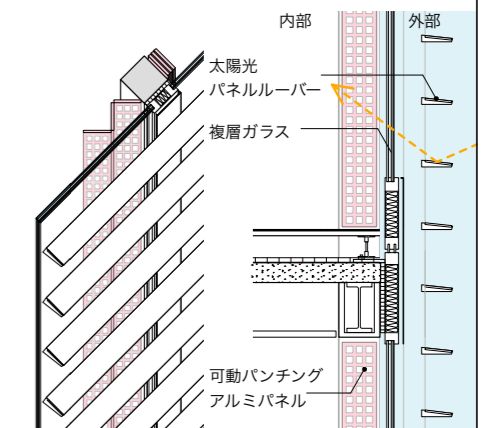 内部
外部
太陽光
パネルルーバー
複層ガラス
可動パンチング
アルミパネル